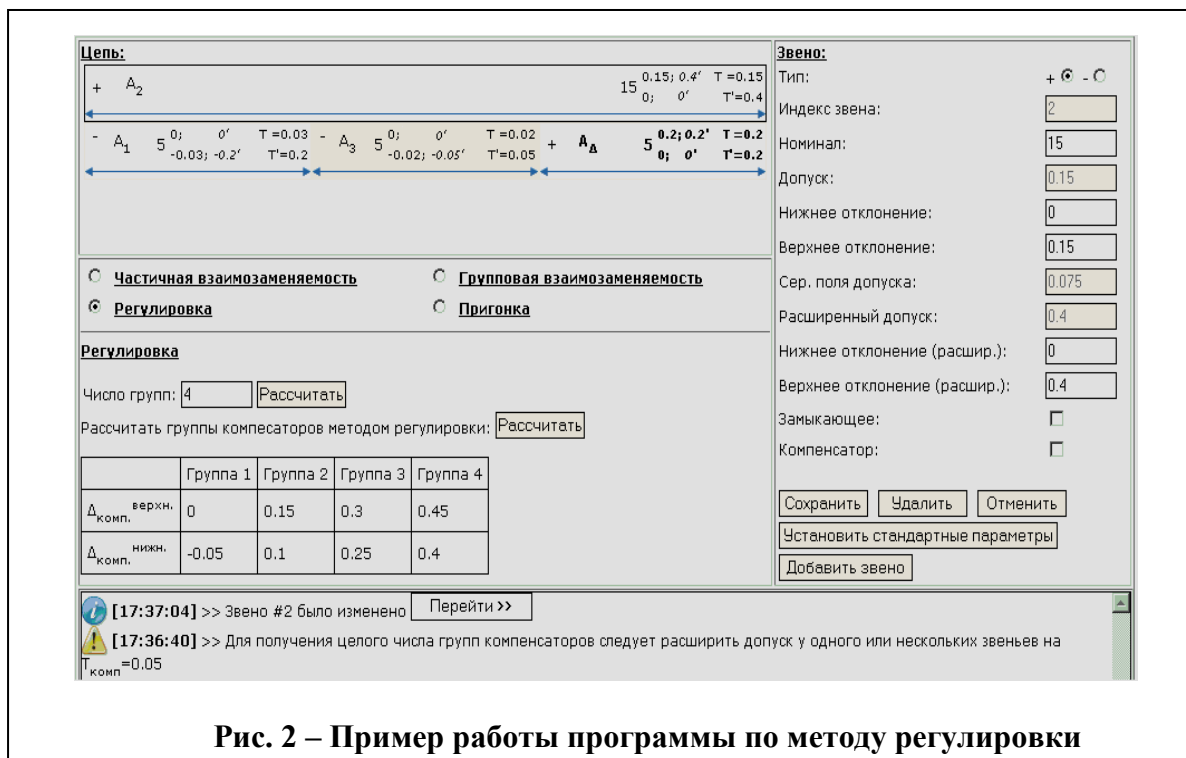 Цепь:
+ A2 15 0.15; 0.4' T =0.15
0; 0' T'=0.4
- A1 5 0; 0' T =0.03 - A3 5 0; 0' T =0.02 + AΔ 5 0.2; 0.2' T =0.2
-0.03; -0.2' T'=0.2 -0.02; -0.05' T'=0.05 0; 0' T'=0.2
Частичная взаимозаменяемость Групповая взаимозаменяемость
Регулировка Пригонка
Регулировка
Число групп: 4 Рассчитать
Рассчитать группы компесаторов методом регулировки: Рассчитать
Группа 1 Группа 2 Группа 3 Группа 4
Δкомп. верхн. 0 0.15 0.3 0.45
Δкомп. нижн. -0.05 0.1 0.25 0.4
Звено:
Тип: + -
Индекс звена: 2
Номинал: 15
Допуск: 0.15
Нижнее отклонение: 0
Верхнее отклонение: 0.15
Сер. поля допуска: 0.075
Расширенный допуск: 0.4
Нижнее отклонение (расшир.): 0
Верхнее отклонение (расшир.): 0.4
Замыкающее:
Компенсатор:
Сохранить Удалить Отменить
Установить стандартные параметры
Добавить звено
[17:37:04] >> Звено #2 было изменено Перейти >>
[17:36:40] >> Для получения целого числа групп компенсаторов следует расширить допуск у одного или нескольких звеньев на
Tкомп=0.05
Рис. 2 – Пример работы программы по методу регулировки